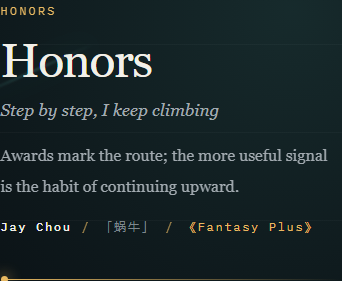 HONORS
Honors
Step by step, I keep climbing
Awards mark the route; the more useful signal
is the habit of continuing upward.
Jay Chou / 「蜗牛」 / 《Fantasy Plus》